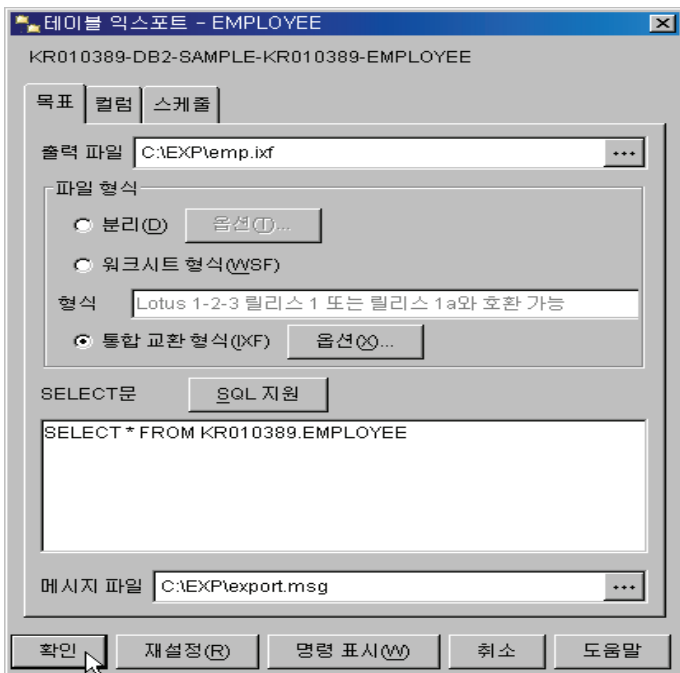 테이블 익스포트 - EMPLOYEE
KR010389-DB2-SAMPLE-KR010389-EMPLOYEE
목표 컬럼 스케줄
출력 파일 C:\EXP\emp.ixf ...
파일 형식
분리(D) 옵션(T)...
워크시트 형식(WSF)
형식 Lotus 1-2-3 릴리스 1 또는 릴리스 1a와 호환 가능
통합 교환 형식(IXF) 옵션(X)...
SELECT문 SQL 지원
SELECT * FROM KR010389.EMPLOYEE
메시지 파일 C:\EXP\export.msg ...
확인 재설정(R) 명령 표시(W) 취소 도움말